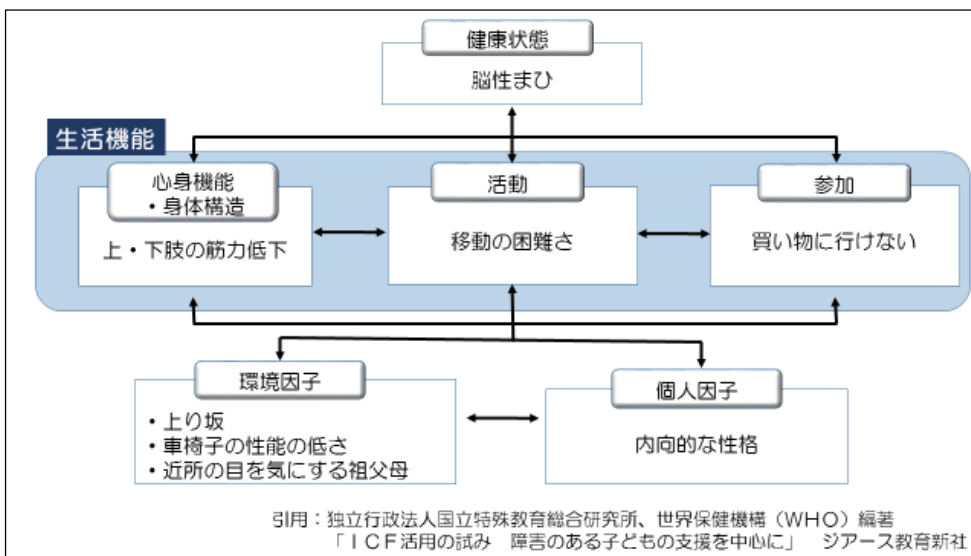 健康状態
脳性まひ
生活機能
心身機能
・身体構造
上・下肢の筋力低下
活動
移動の困難さ
参加
買い物に行けない
環境因子
・上り坂
・車椅子の性能の低さ
・近所の目を気にする祖父母
個人因子
内向的な性格
引用：独立行政法人国立特殊教育総合研究所、世界保健機構（WHO）編著
「ＩＣＦ活用の試み　障害のある子どもの支援を中心に」　ジアース教育新社